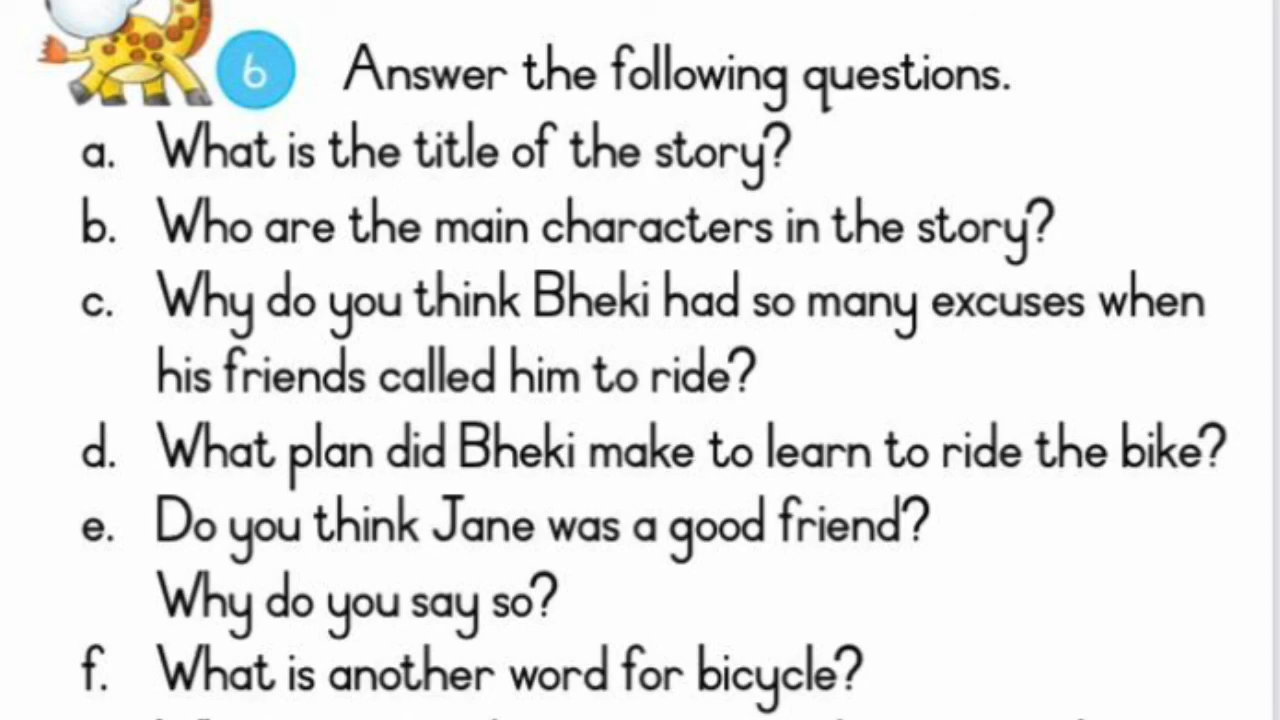 6 Answer the following questions.
a. What is the title of the story?
b. Who are the main characters in the story?
c. Why do you think Bheki had so many excuses when
his friends called him to ride?
d. What plan did Bheki make to learn to ride the bike?
e. Do you think Jane was a good friend?
Why do you say so?
f. What is another word for bicycle?